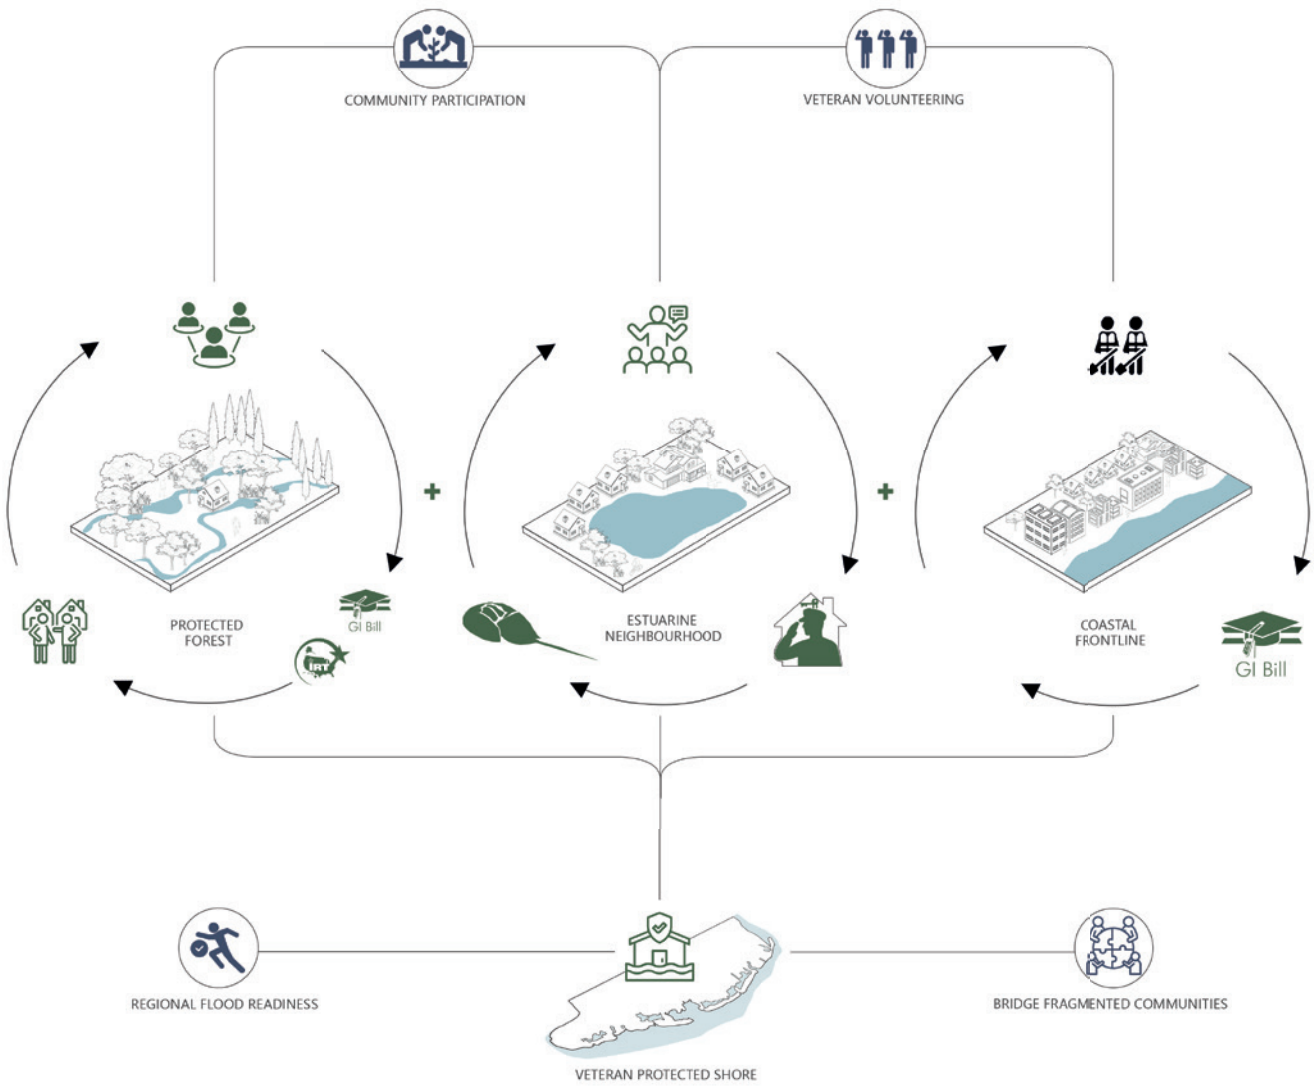 COMMUNITY PARTICIPATION
VETERAN VOLUNTEERING
PROTECTED
FOREST
GI Bill
IRT
ESTUARINE
NEIGHBOURHOOD
COASTAL
FRONTLINE
GI Bill
REGIONAL FLOOD READINESS
BRIDGE FRAGMENTED COMMUNITIES
VETERAN PROTECTED SHORE